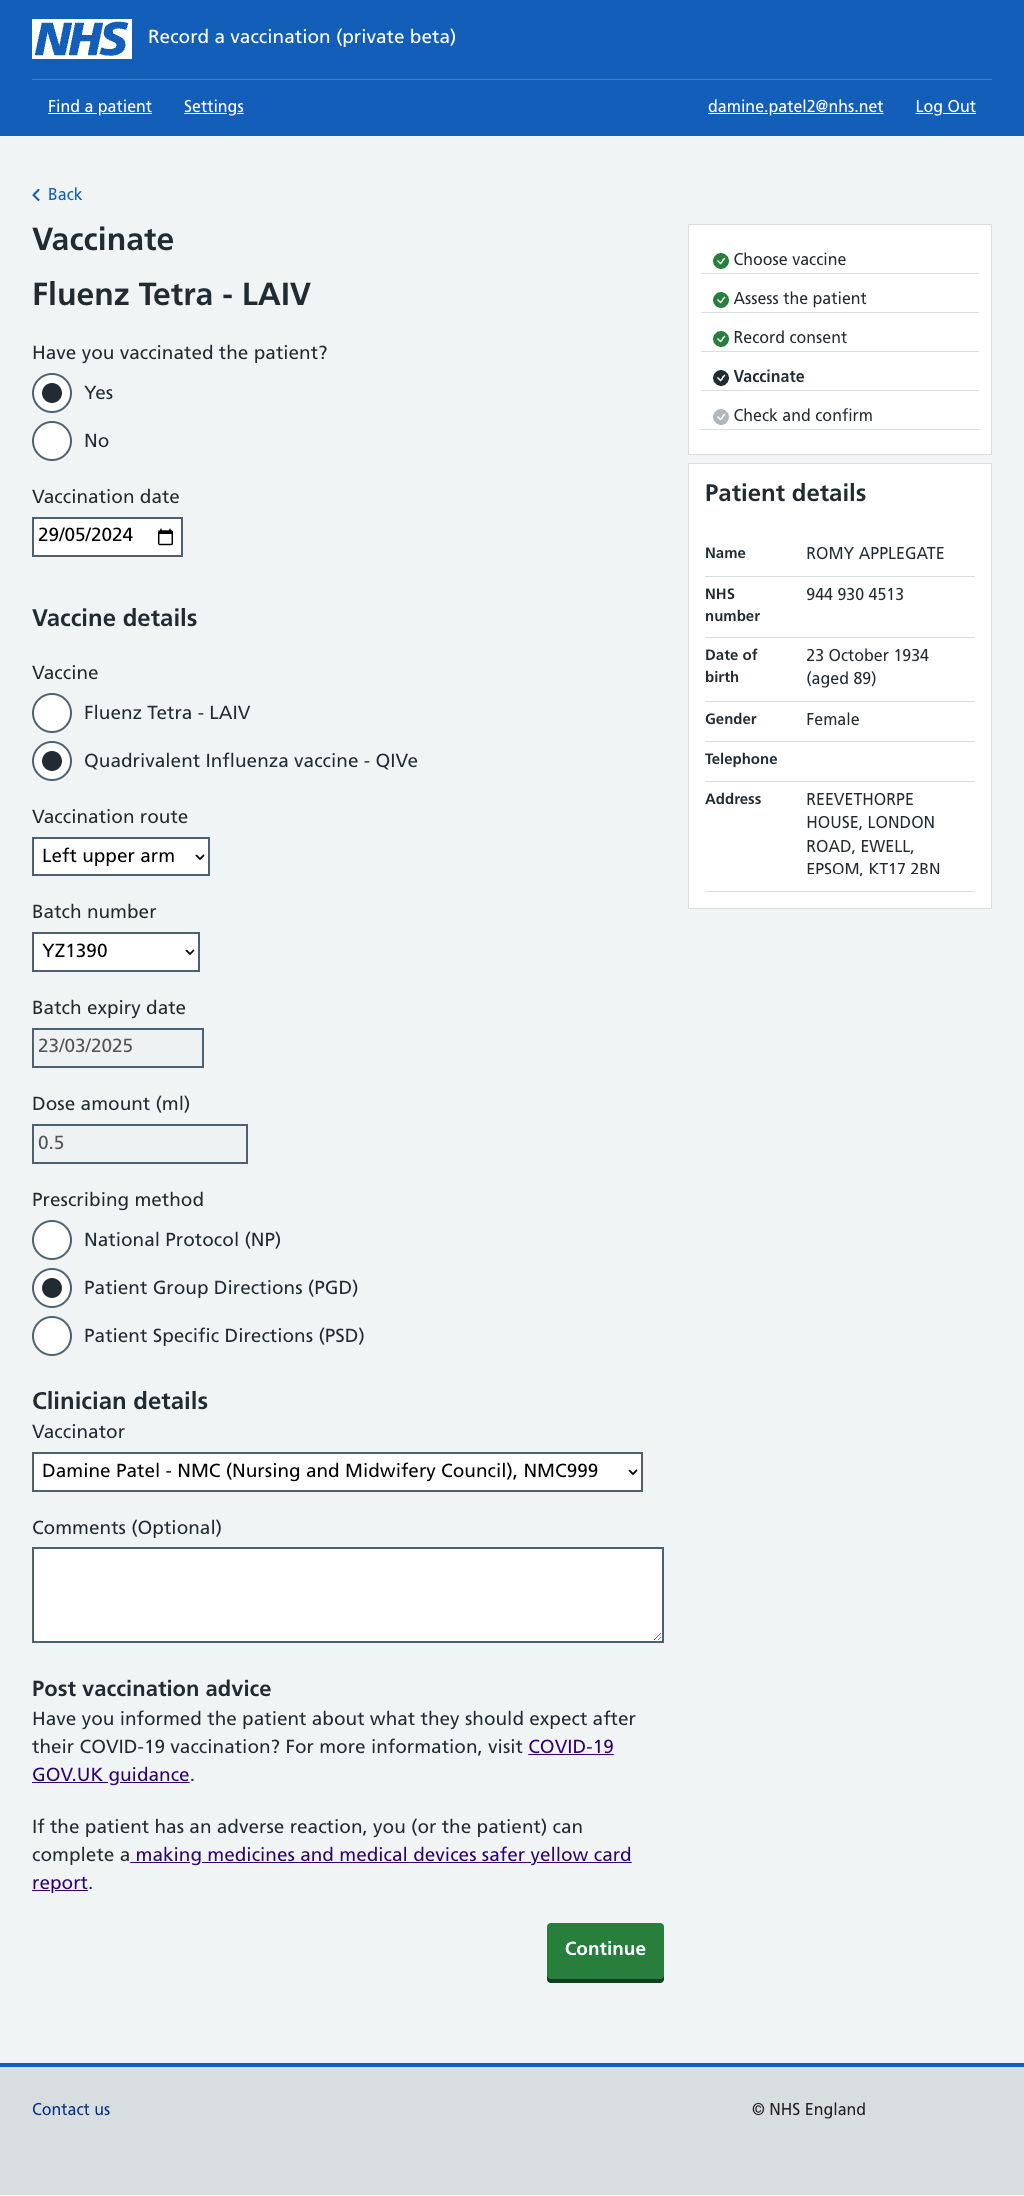 NHS Record a vaccination (private beta)
Find a patient Settings damine.patel2@nhs.net Log Out
Back
Vaccinate
Fluenz Tetra - LAIV
Have you vaccinated the patient?
Yes
No
Vaccination date
29/05/2024
Vaccine details
Vaccine
Fluenz Tetra - LAIV
Quadrivalent Influenza vaccine - QIVe
Vaccination route
Left upper arm
Batch number
YZ1390
Batch expiry date
23/03/2025
Dose amount (ml)
0.5
Prescribing method
National Protocol (NP)
Patient Group Directions (PGD)
Patient Specific Directions (PSD)
Clinician details
Vaccinator
Damine Patel - NMC (Nursing and Midwifery Council), NMC999
Comments (Optional)
Post vaccination advice
Have you informed the patient about what they should expect after
their COVID-19 vaccination? For more information, visit COVID-19
GOV.UK guidance.
If the patient has an adverse reaction, you (or the patient) can
complete a making medicines and medical devices safer yellow card
report.
Continue
Choose vaccine
Assess the patient
Record consent
Vaccinate
Check and confirm
Patient details
Name ROMY APPLEGATE
NHS 944 930 4513
number
Date of 23 October 1934
birth (aged 89)
Gender Female
Telephone
Address REEVETHORPE
HOUSE, LONDON
ROAD, EWELL,
EPSOM, KT17 2BN
Contact us © NHS England